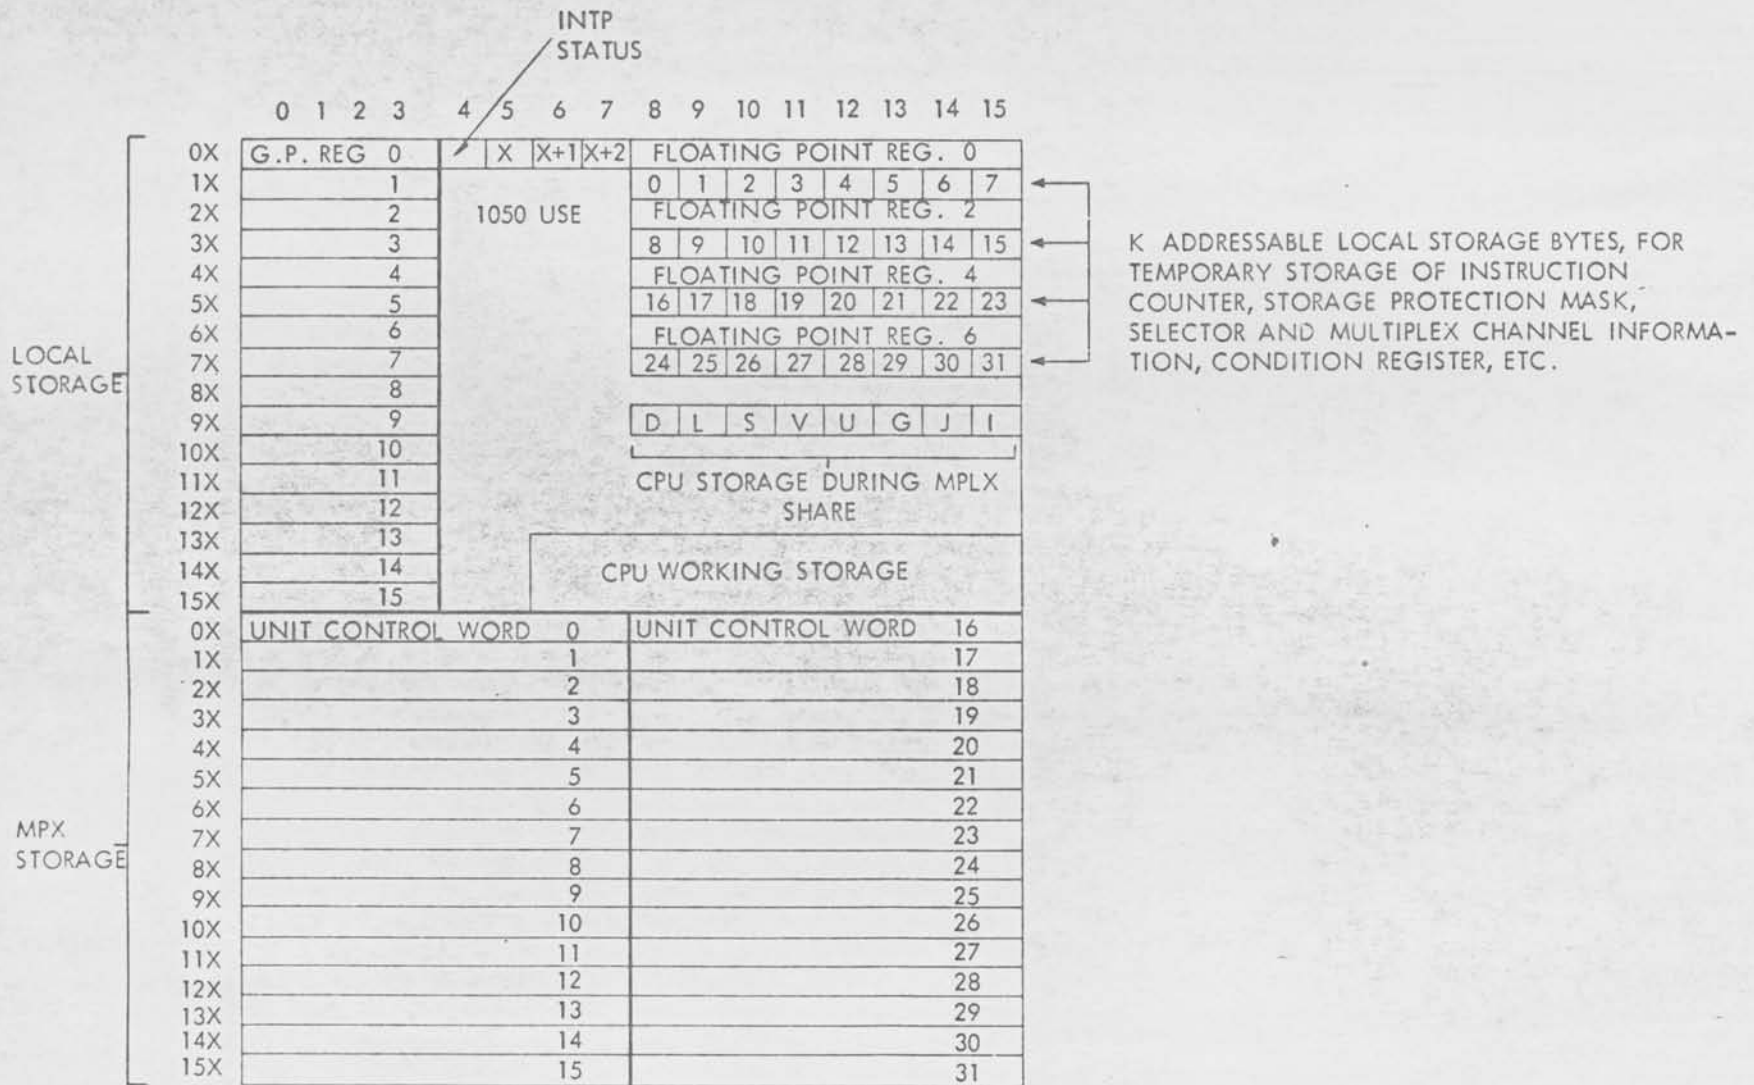 INTP
STATUS
0 1 2 3 4 5 6 7 8 9 10 11 12 13 14 15
0X G.P. REG 0 X X+1 X+2 FLOATING POINT REG. 0
1X 1 0 1 2 3 4 5 6 7
2X 2 1050 USE FLOATING POINT REG. 2
3X 3 8 9 10 11 12 13 14 15
4X 4 FLOATING POINT REG. 4
5X 5 16 17 18 19 20 21 22 23
6X 6 FLOATING POINT REG. 6
7X 7 24 25 26 27 28 29 30 31
8X 8
9X 9 D L S V U G J I
10X 10
11X 11 CPU STORAGE DURING MPLX
12X 12 SHARE
13X 13
14X 14 CPU WORKING STORAGE
15X 15
LOCAL
STORAGE
K ADDRESSABLE LOCAL STORAGE BYTES, FOR
TEMPORARY STORAGE OF INSTRUCTION
COUNTER, STORAGE PROTECTION MASK,
SELECTOR AND MULTIPLEX CHANNEL INFORMA-
TION, CONDITION REGISTER, ETC.
0X UNIT CONTROL WORD 0 UNIT CONTROL WORD 16
1X 1 17
2X 2 18
3X 3 19
4X 4 20
5X 5 21
6X 6 22
7X 7 23
8X 8 24
9X 9 25
10X 10 26
11X 11 27
12X 12 28
13X 13 29
14X 14 30
15X 15 31
MPX
STORAGE